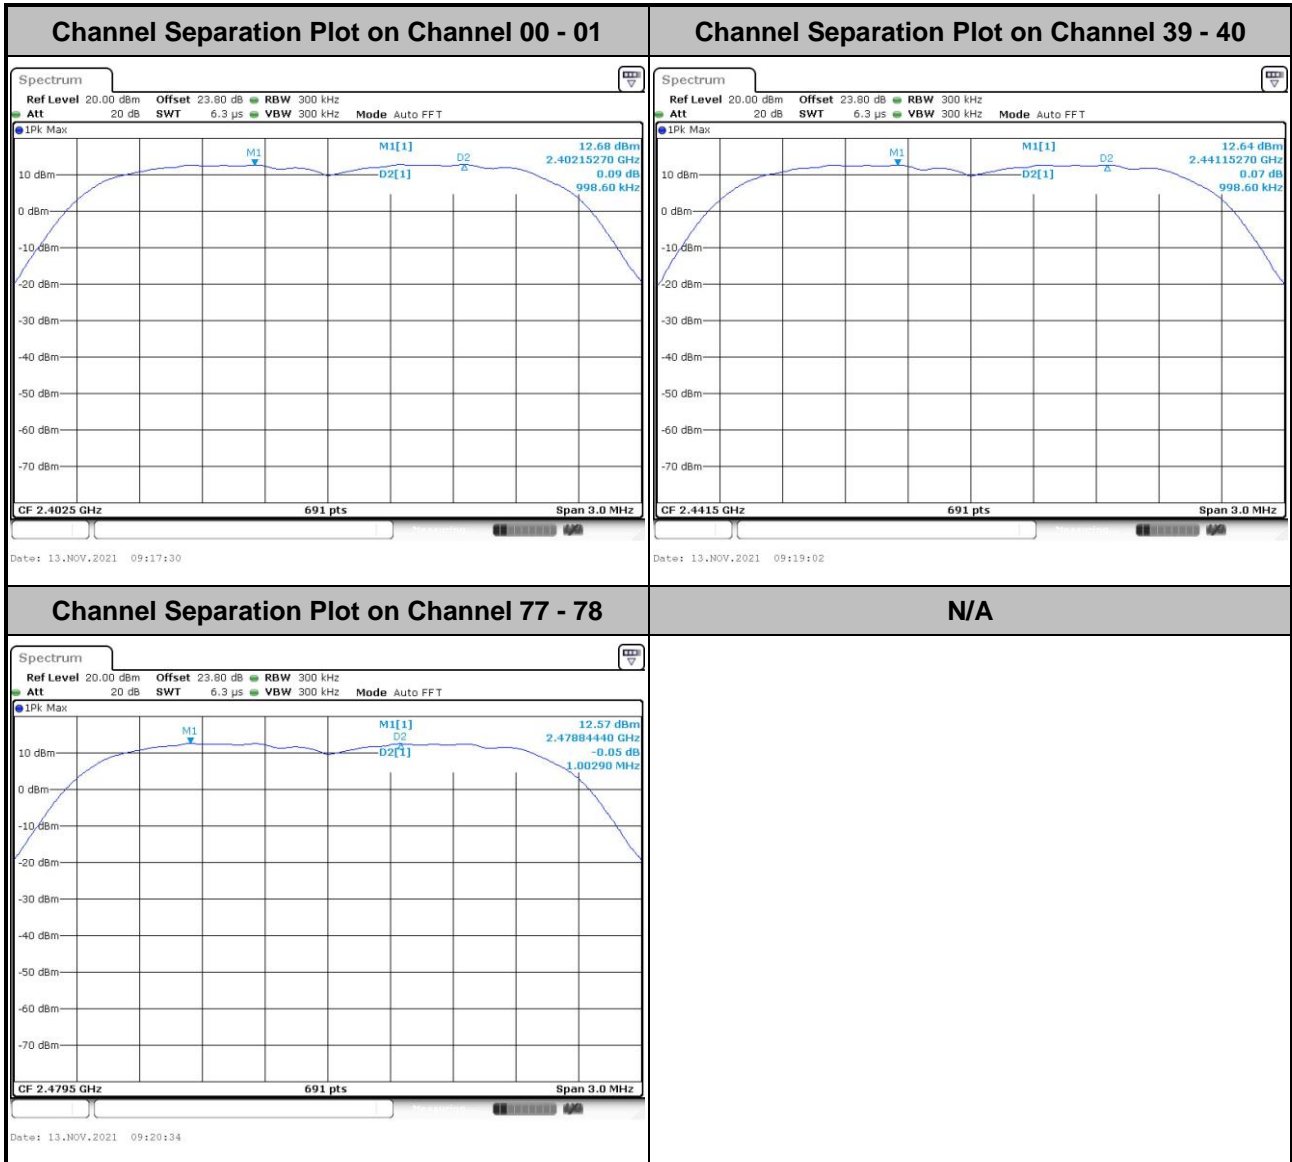 Channel Separation Plot on Channel 00 - 01
Spectrum
Ref Level 20.00 dBm Offset 23.80 dB RBW 300 kHz
Att 20 dB SWT 6.3 µs VBW 300 kHz Mode Auto FFT
1Pk Max
M1[1] 12.68 dBm
2.40215270 GHz
D2[1] 0.09 dB
998.60 kHz
M1
D2
10 dBm
0 dBm
-10 dBm
-20 dBm
-30 dBm
-40 dBm
-50 dBm
-60 dBm
-70 dBm
CF 2.4025 GHz 691 pts Span 3.0 MHz
Date: 13.NOV.2021 09:17:30
Channel Separation Plot on Channel 39 - 40
Spectrum
Ref Level 20.00 dBm Offset 23.80 dB RBW 300 kHz
Att 20 dB SWT 6.3 µs VBW 300 kHz Mode Auto FFT
1Pk Max
M1[1] 12.64 dBm
2.44115270 GHz
D2[1] 0.07 dB
998.60 kHz
M1
D2
10 dBm
0 dBm
-10 dBm
-20 dBm
-30 dBm
-40 dBm
-50 dBm
-60 dBm
-70 dBm
CF 2.4415 GHz 691 pts Span 3.0 MHz
Date: 13.NOV.2021 09:19:02
Channel Separation Plot on Channel 77 - 78
Spectrum
Ref Level 20.00 dBm Offset 23.80 dB RBW 300 kHz
Att 20 dB SWT 6.3 µs VBW 300 kHz Mode Auto FFT
1Pk Max
M1[1] 12.57 dBm
2.47884440 GHz
D2[1] -0.05 dB
1.00290 MHz
M1
D2
10 dBm
0 dBm
-10 dBm
-20 dBm
-30 dBm
-40 dBm
-50 dBm
-60 dBm
-70 dBm
CF 2.4795 GHz 691 pts Span 3.0 MHz
Date: 13.NOV.2021 09:20:34
N/A